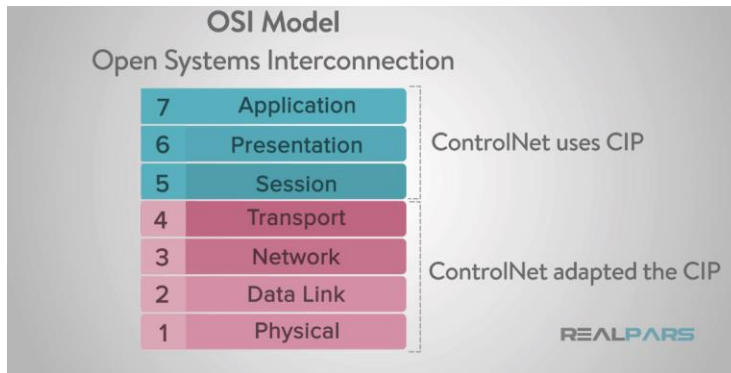 OSI Model
Open Systems Interconnection
7 Application
6 Presentation
5 Session
4 Transport
3 Network
2 Data Link
1 Physical
ControlNet uses CIP
ControlNet adapted the CIP
REALPARS